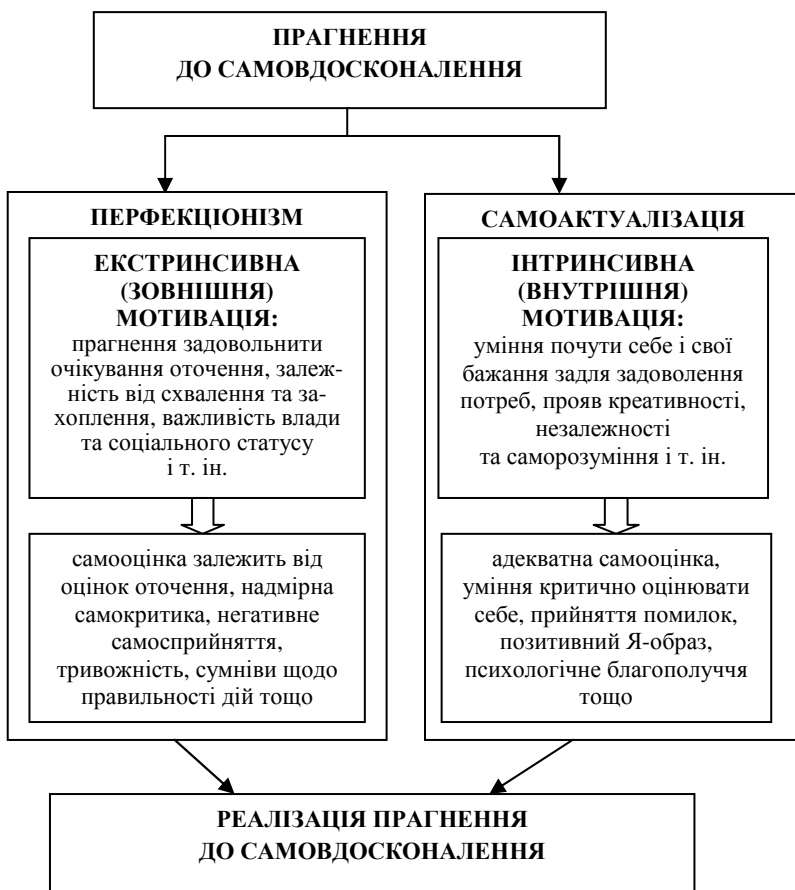 ПРАГНЕННЯ
ДО САМОВДОСКОНАЛЕННЯ
ПЕРФЕКЦІОНІЗМ
ЕКСТРИНСИВНА
(ЗОВНІШНЯ)
МОТИВАЦІЯ:
прагнення задовольнити
очікування оточення, залеж-
ність від схвалення та за-
хоплення, важливість влади
та соціального статусу
і т. ін.
самооцінка залежить від
оцінок оточення, надмірна
самокритика, негативне
самосприйняття,
тривожність, сумніви щодо
правильності дій тощо
САМОАКТУАЛІЗАЦІЯ
ІНТРИНСИВНА
(ВНУТРІШНЯ)
МОТИВАЦІЯ:
уміння почути себе і свої
бажання задля задоволення
потреб, прояв креативності,
незалежності
та саморозуміння і т. ін.
адекватна самооцінка,
уміння критично оцінювати
себе, прийняття помилок,
позитивний Я-образ,
психологічне благополуччя
тощо
РЕАЛІЗАЦІЯ ПРАГНЕННЯ
ДО САМОВДОСКОНАЛЕННЯ